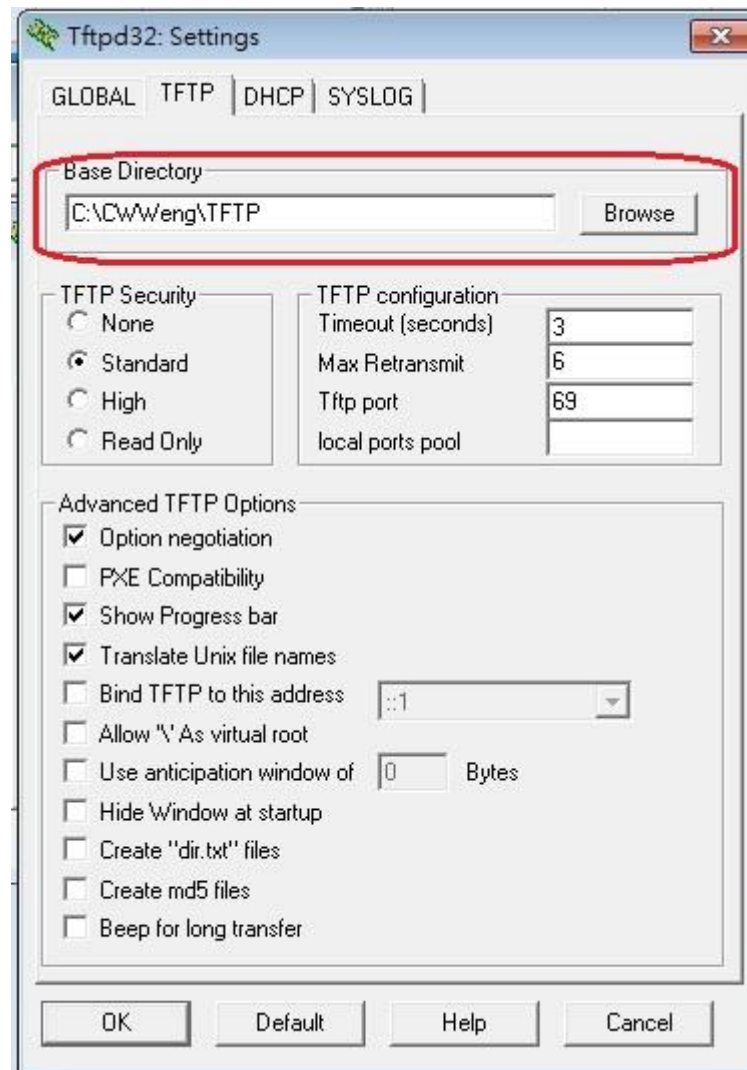 Tftpd32: Settings
GLOBAL TFTP DHCP SYSLOG
Base Directory
C:\CWWeng\TFTP Browse
TFTP Security
None
Standard
High
Read Only
TFTP configuration
Timeout (seconds) 3
Max Retransmit 6
Tftp port 69
local ports pool
Advanced TFTP Options
Option negotiation
PXE Compatibility
Show Progress bar
Translate Unix file names
Bind TFTP to this address ::1
Allow '\' As virtual root
Use anticipation window of 0 Bytes
Hide Window at startup
Create "dir.txt" files
Create md5 files
Beep for long transfer
OK Default Help Cancel